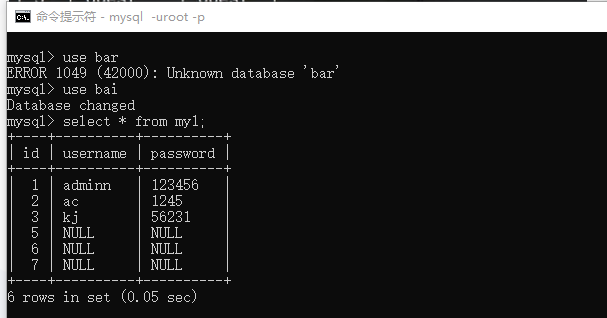 命令提示符 - mysql -uroot -p
mysql> use bar
ERROR 1049 (42000): Unknown database 'bar'
mysql> use bai
Database changed
mysql> select * from my1;
+----+----------+----------+
| id | username | password |
+----+----------+----------+
| 1 | adminn | 123456 |
| 2 | ac | 1245 |
| 3 | kj | 56231 |
| 5 | NULL | NULL |
| 6 | NULL | NULL |
| 7 | NULL | NULL |
+----+----------+----------+
6 rows in set (0.05 sec)